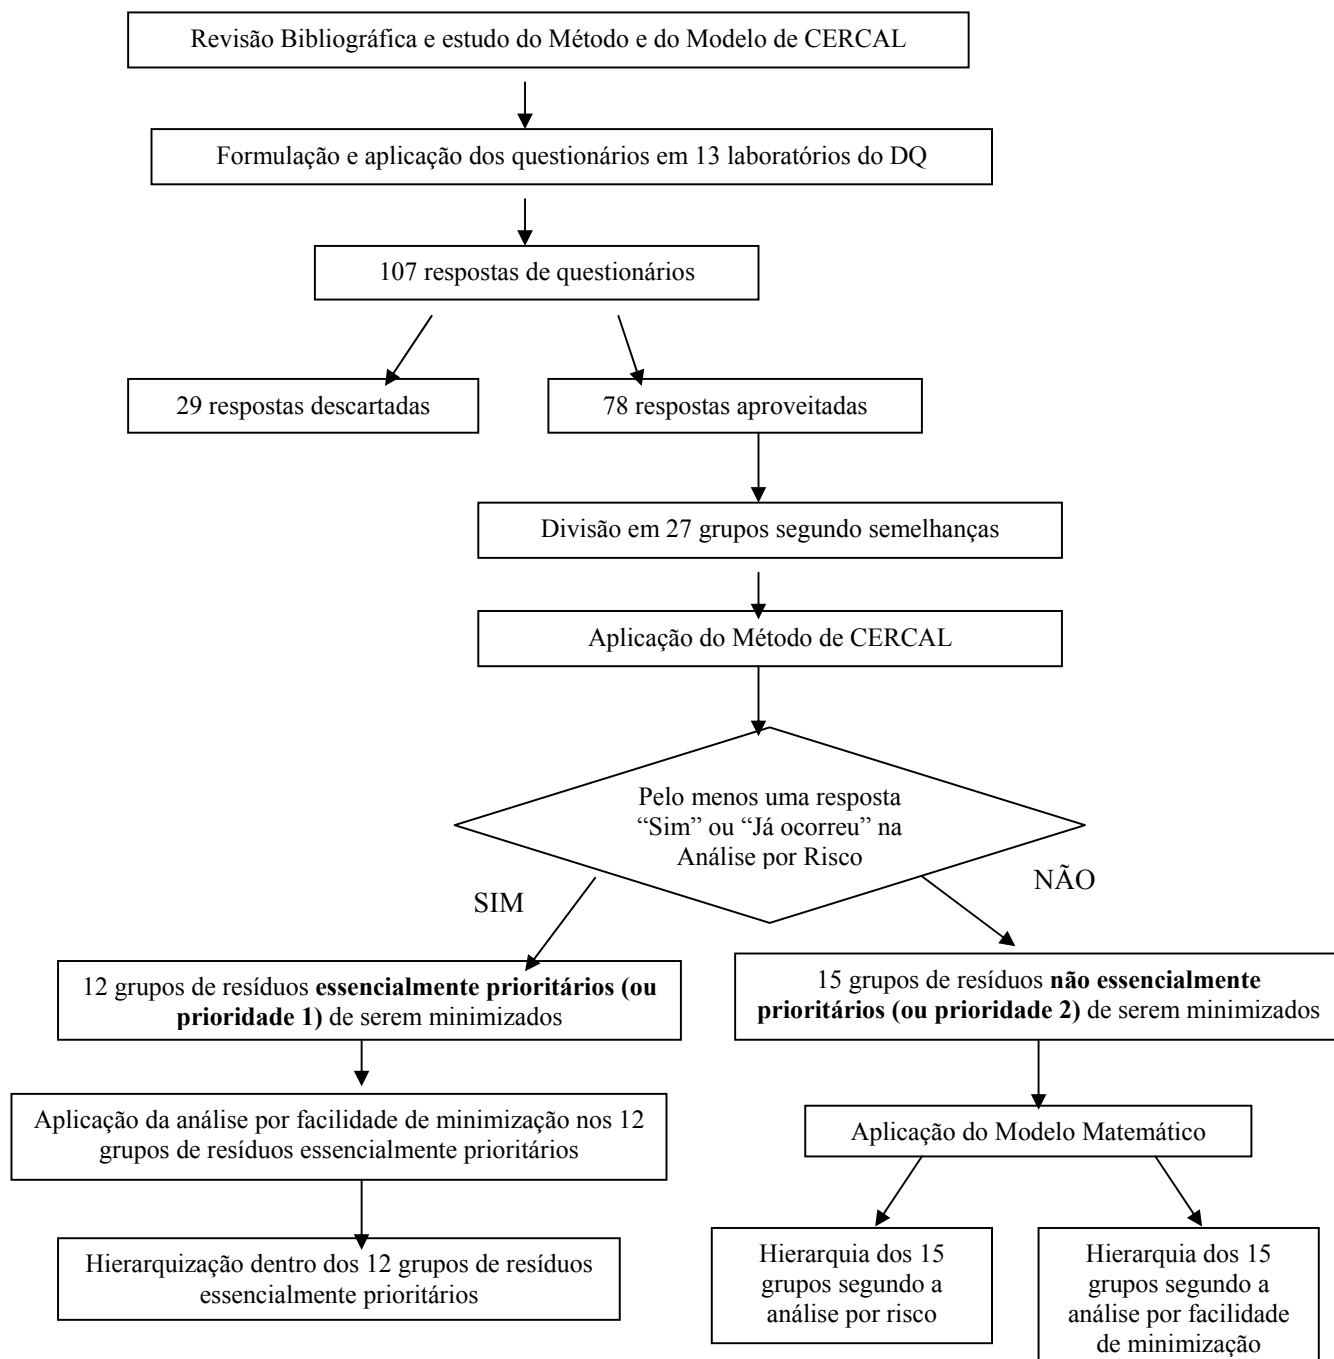 Revisão Bibliográfica e estudo do Método e do Modelo de CERCAL
Formulação e aplicação dos questionários em 13 laboratórios do DQ
107 respostas de questionários
29 respostas descartadas
78 respostas aproveitadas
Divisão em 27 grupos segundo semelhanças
Aplicação do Método de CERCAL
Pelo menos uma resposta
“Sim” ou “Já ocorreu” na
Análise por Risco
SIM
NÃO
12 grupos de resíduos essencialmente prioritários (ou
prioridade 1) de serem minimizados
15 grupos de resíduos não essencialmente
prioritários (ou prioridade 2) de serem minimizados
Aplicação da análise por facilidade de minimização nos 12
grupos de resíduos essencialmente prioritários
Aplicação do Modelo Matemático
Hierarquização dentro dos 12 grupos de resíduos
essencialmente prioritários
Hierarquia dos 15
grupos segundo a
análise por risco
Hierarquia dos 15
grupos segundo a
análise por facilidade
de minimização